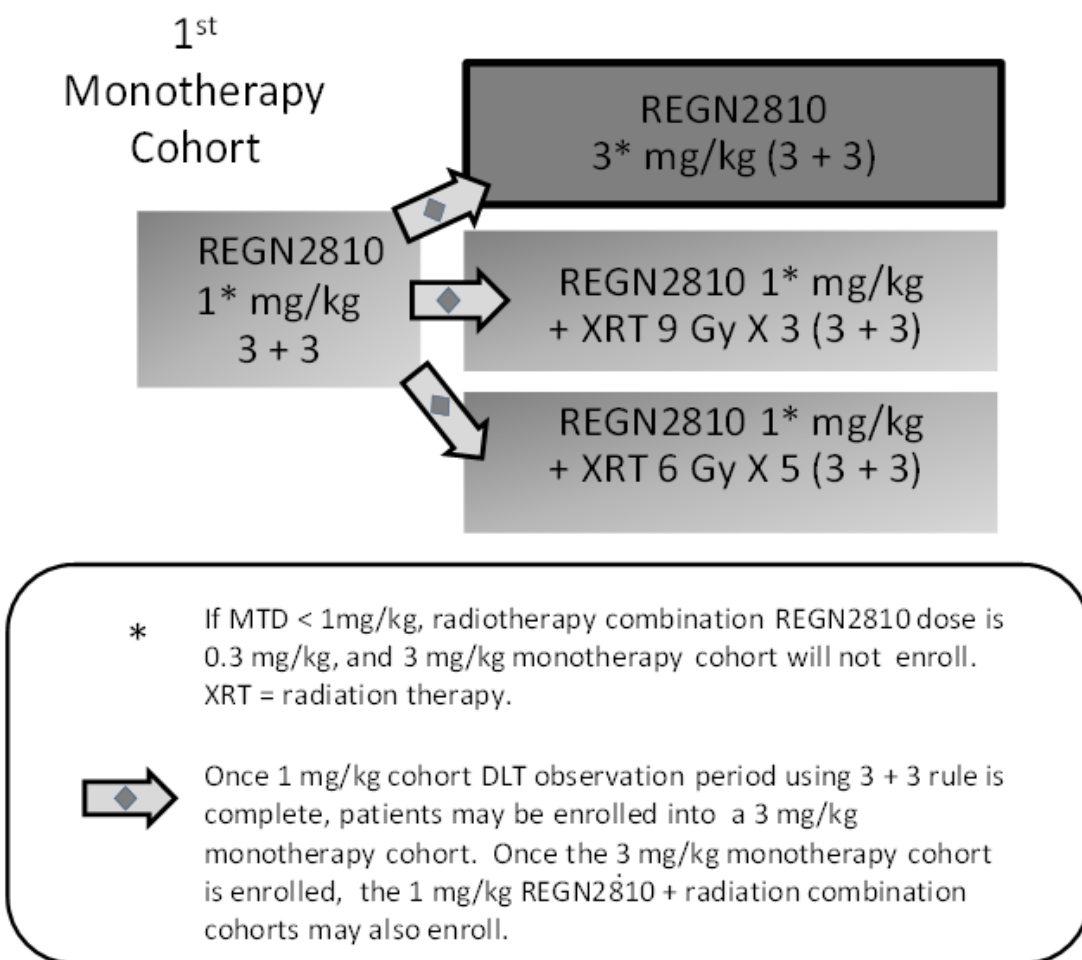 1st
Monotherapy
Cohort
REGN2810
3* mg/kg (3 + 3)
REGN2810
1* mg/kg
3 + 3
REGN2810 1* mg/kg
+ XRT 9 Gy X 3 (3 + 3)
REGN2810 1* mg/kg
+ XRT 6 Gy X 5 (3 + 3)
* If MTD < 1mg/kg, radiotherapy combination REGN2810 dose is
0.3 mg/kg, and 3 mg/kg monotherapy cohort will not enroll.
XRT = radiation therapy.
Once 1 mg/kg cohort DLT observation period using 3 + 3 rule is
complete, patients may be enrolled into a 3 mg/kg
monotherapy cohort. Once the 3 mg/kg monotherapy cohort
is enrolled, the 1 mg/kg REGN2810 + radiation combination
cohorts may also enroll.